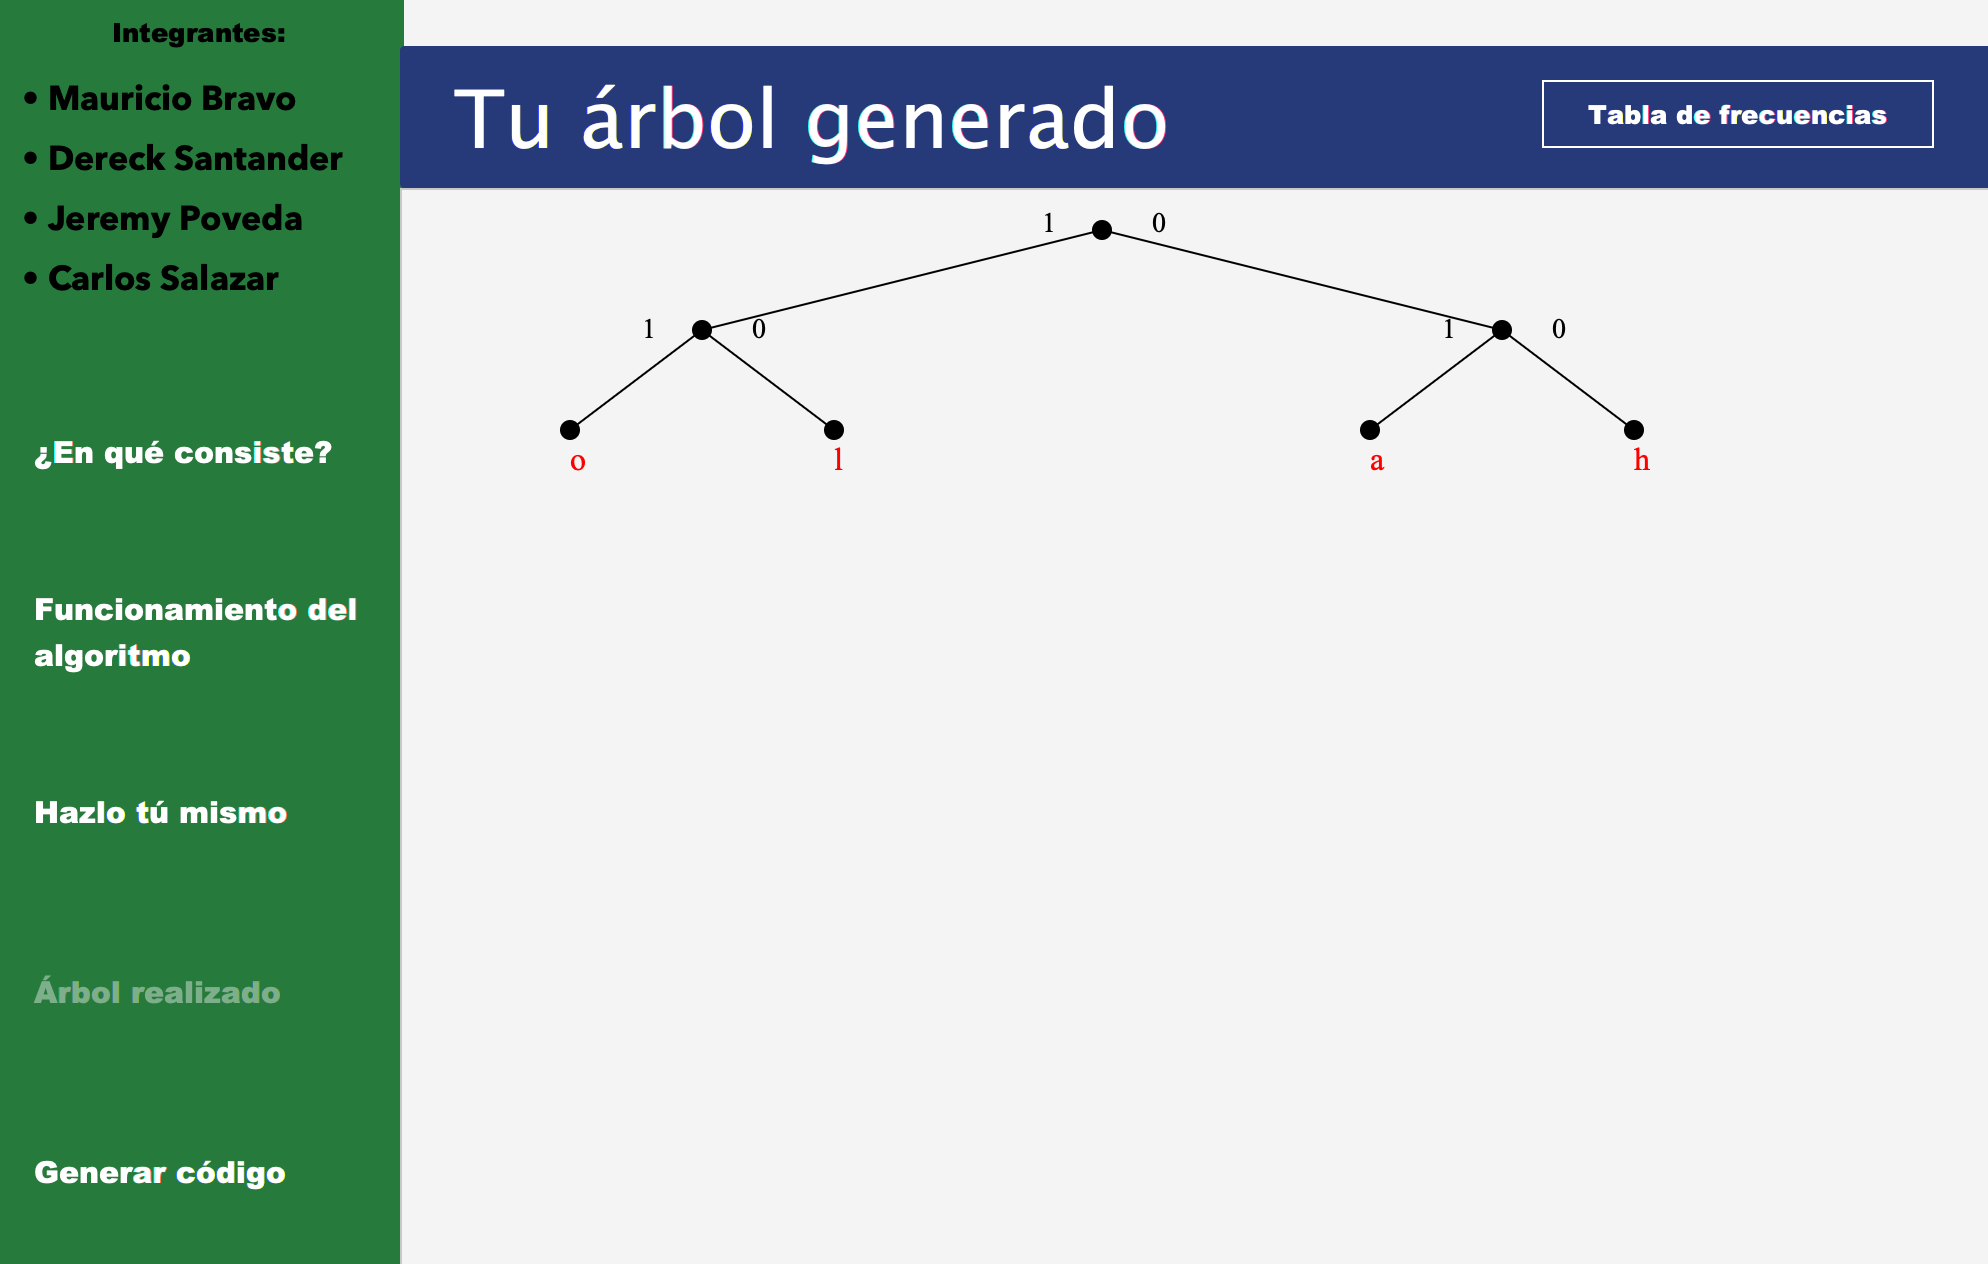 Integrantes:
• Mauricio Bravo
• Dereck Santander
• Jeremy Poveda
• Carlos Salazar
¿En qué consiste?
Funcionamiento del
algoritmo
Hazlo tú mismo
Árbol realizado
Generar código
Tu árbol generado
Tabla de frecuencias
1 0
1 0 1 0
o l a h